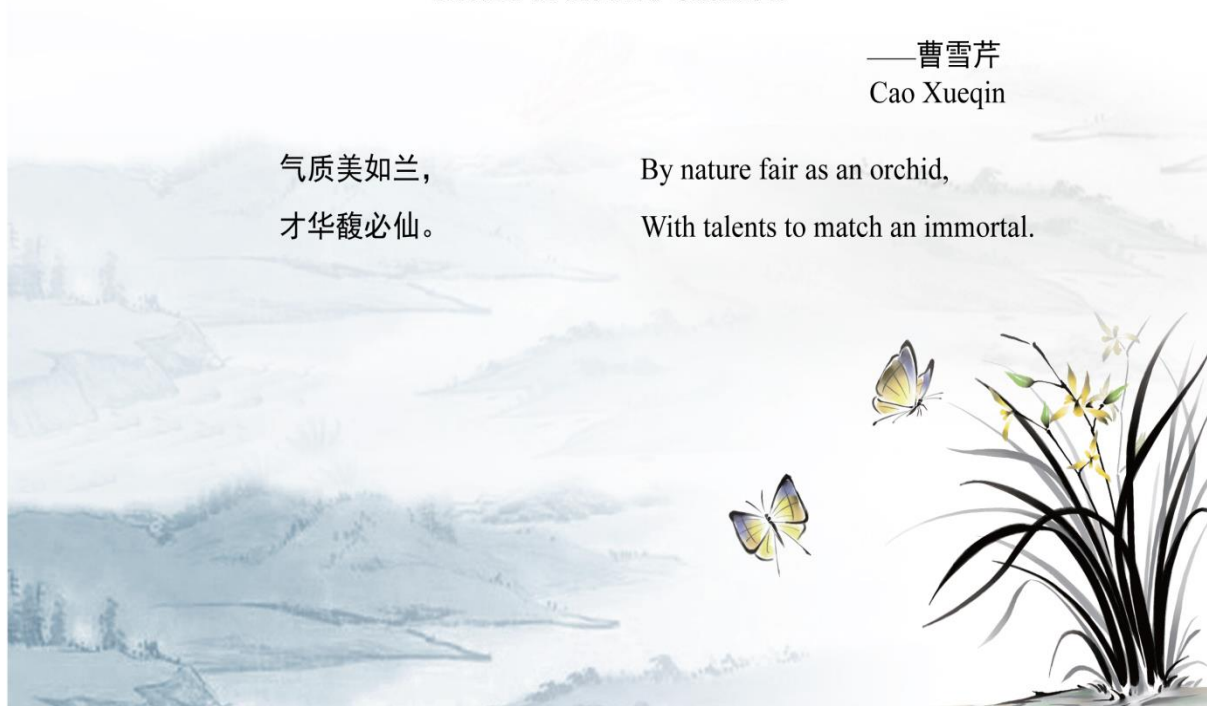 ——曹雪芹
Cao Xueqin
气质美如兰，
By nature fair as an orchid,
才华馥必仙。
With talents to match an immortal.